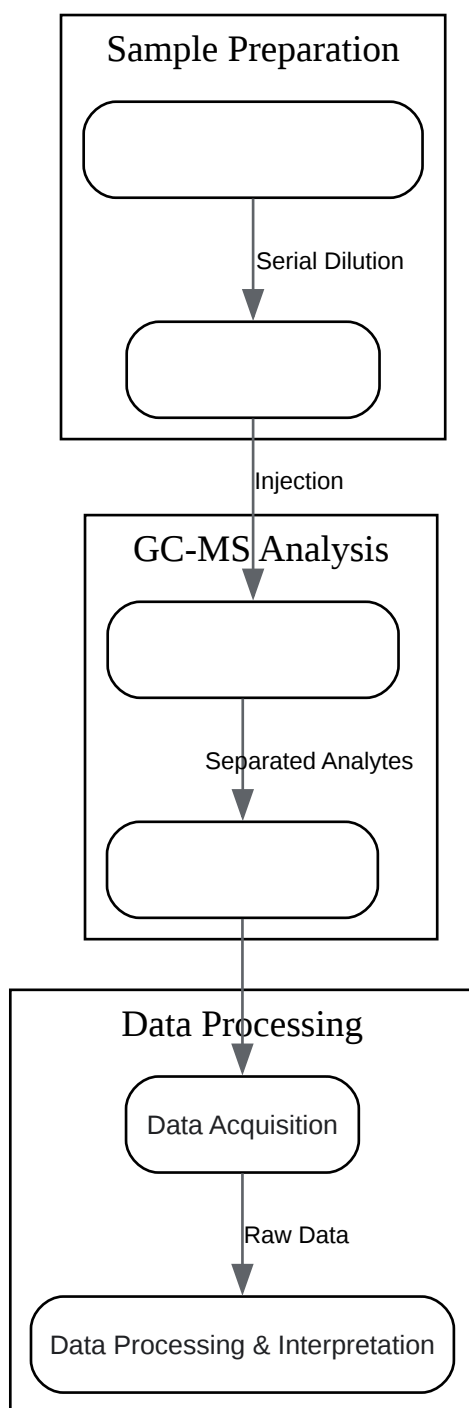 Sample Preparation
Serial Dilution
Injection
GC-MS Analysis
Separated Analytes
Data Processing
Data Acquisition
Raw Data
Data Processing & Interpretation